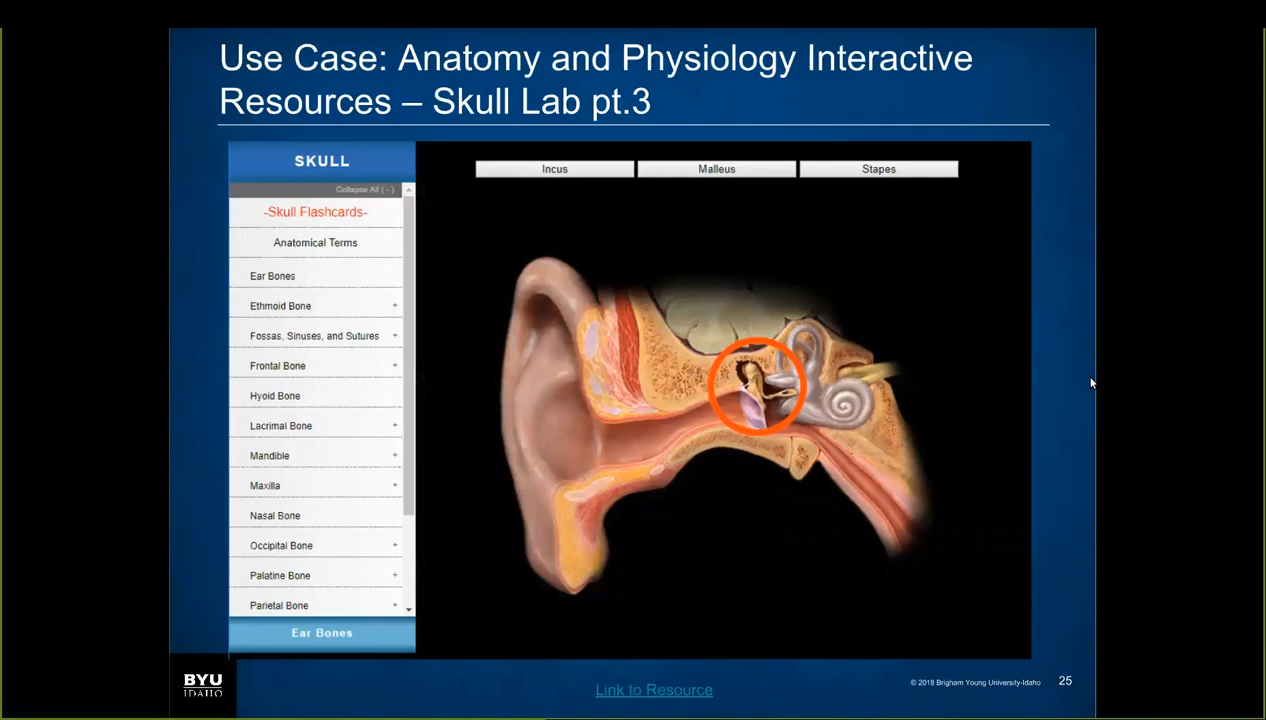 Use Case: Anatomy and Physiology Interactive
Resources – Skull Lab pt.3
SKULL
Collapse All ( - )
-Skull Flashcards-
Anatomical Terms
Ear Bones
Ethmoid Bone +
Fossas, Sinuses, and Sutures +
Frontal Bone +
Hyoid Bone
Lacrimal Bone +
Mandible +
Maxilla +
Nasal Bone
Occipital Bone +
Palatine Bone +
Parietal Bone +
Ear Bones
Incus Malleus Stapes
BYU
IDAHO
Link to Resource
© 2018 Brigham Young University-Idaho 25